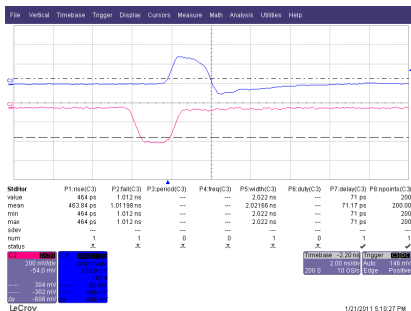 File Vertical Timebase Trigger Display Cursors Measure Math Analysis Utilities Help
C3
C2
StdHor P1:rise(C3) P2:fall(C3) P3:period(C3) P4:freq(C3) P5:width(C3) P6:duty(C3) P7:delay(C3) P8:npoints(C3)
value 464 ps 1.012 ns --- --- 2.022 ns --- 71 ps 200
mean 463.84 ps 1.01198 ns --- --- 2.02166 ns --- 71.17 ps 200.00
min 464 ps 1.012 ns --- --- 2.022 ns --- 71 ps 200
max 464 ps 1.012 ns --- --- 2.022 ns --- 71 ps 200
sdev --- --- --- --- --- --- --- ---
num 1 1 0 0 1 0 1 1
status
Timebase -2.20 ns Trigger
200 mV/div 2.00 ns/div Auto 146 mV
-54.0 mV 200 S 10 GS/s Edge Positive
304 mV
-302 mV
Δy -606 mV
LeCroy 1/21/2011 5:10:27 PM